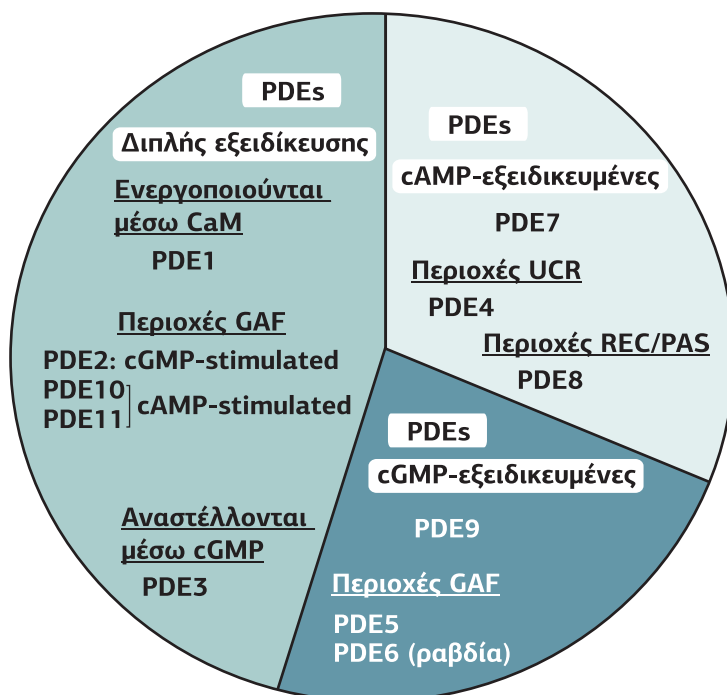 PDEs
Διπλής εξειδίκευσης
Ενεργοποιούνται
μέσω CaM
PDE1
Περιοχές GAF
PDE2: cGMP-stimulated
PDE10
PDE11
cAMP-stimulated
Αναστέλλονται
μέσω cGMP
PDE3
PDEs
cAMP-εξειδικευμένες
PDE7
Περιοχές UCR
PDE4
Περιοχές REC/PAS
PDE8
PDEs
cGMP-εξειδικευμένες
PDE9
Περιοχές GAF
PDE5
PDE6 (ραβδία)